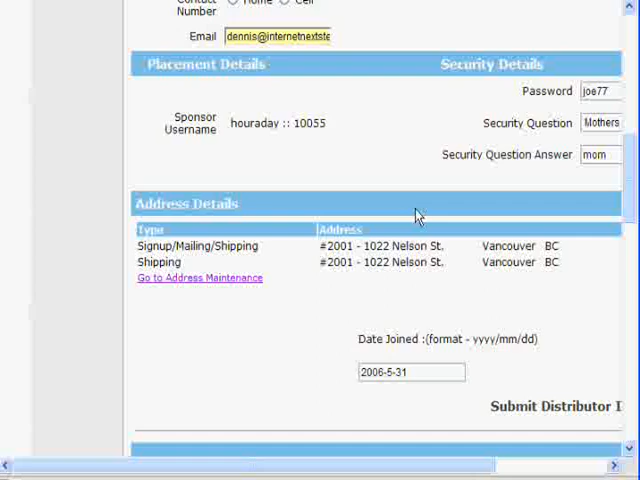 Contact Home Cell
Number
Email dennis@internetnextste
Placement Details Security Details
Password joe77
Sponsor
Username houraday :: 10055 Security Question Mothers
Security Question Answer mom
Address Details
Type Address
Signup/Mailing/Shipping #2001 - 1022 Nelson St. Vancouver BC
Shipping #2001 - 1022 Nelson St. Vancouver BC
Go to Address Maintenance
Date Joined :(format - yyyy/mm/dd)
2006-5-31
Submit Distributor I